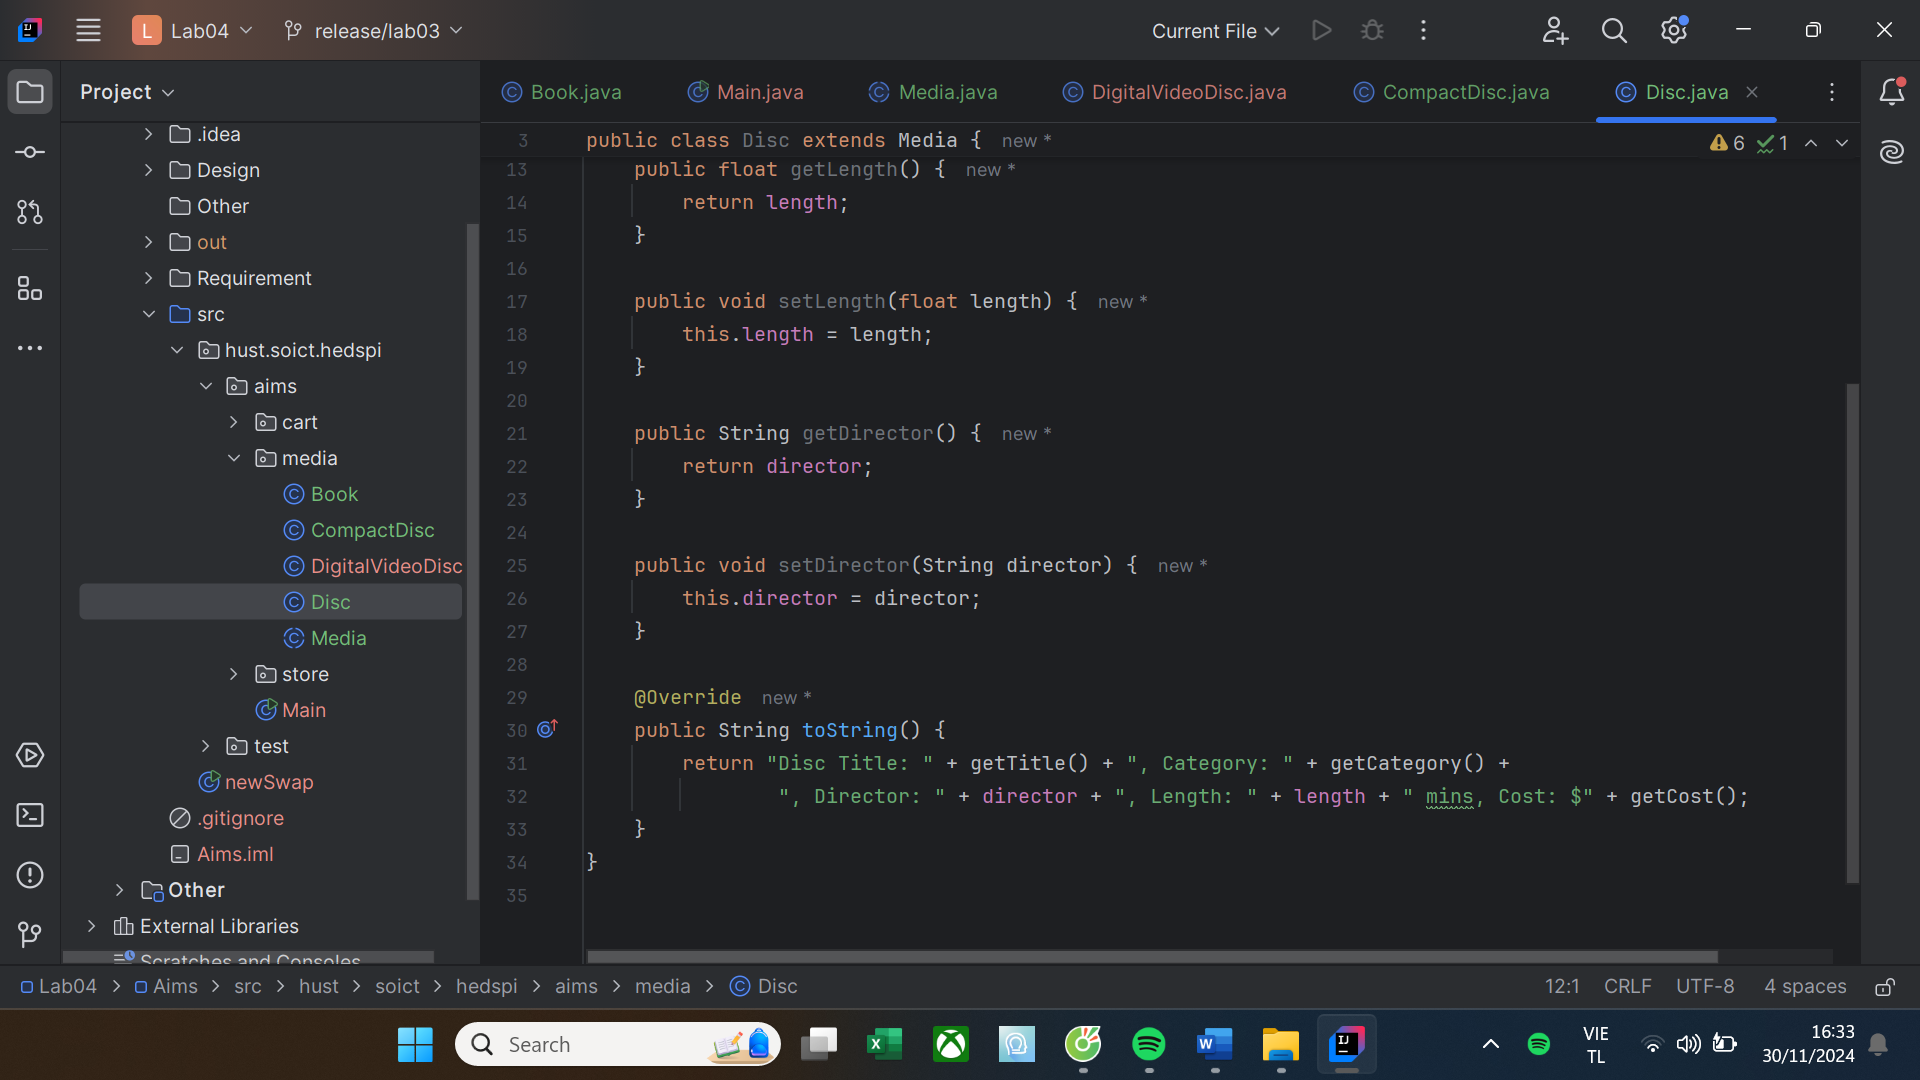 L Lab04 release/lab03 Current File
Project
.idea
Design
Other
out
Requirement
src
hust.soict.hedspi
aims
cart
media
Book
CompactDisc
DigitalVideoDisc
Disc
Media
store
Main
test
newSwap
.gitignore
Aims.iml
Other
External Libraries
Scratches and Consoles
Book.java Main.java Media.java DigitalVideoDisc.java CompactDisc.java Disc.java
3 public class Disc extends Media { new * 6 1
13 public float getLength() { new *
14 return length;
15 }
16
17 public void setLength(float length) { new *
18 this.length = length;
19 }
20
21 public String getDirector() { new *
22 return director;
23 }
24
25 public void setDirector(String director) { new *
26 this.director = director;
27 }
28
29 @Override new *
30 public String toString() {
31 return "Disc Title: " + getTitle() + ", Category: " + getCategory() +
32 ", Director: " + director + ", Length: " + length + " mins, Cost: $" + getCost();
33 }
34 }
35
Lab04 > Aims > src > hust > soict > hedspi > aims > media > Disc 12:1 CRLF UTF-8 4 spaces
Search
VIE
TL
16:33
30/11/2024